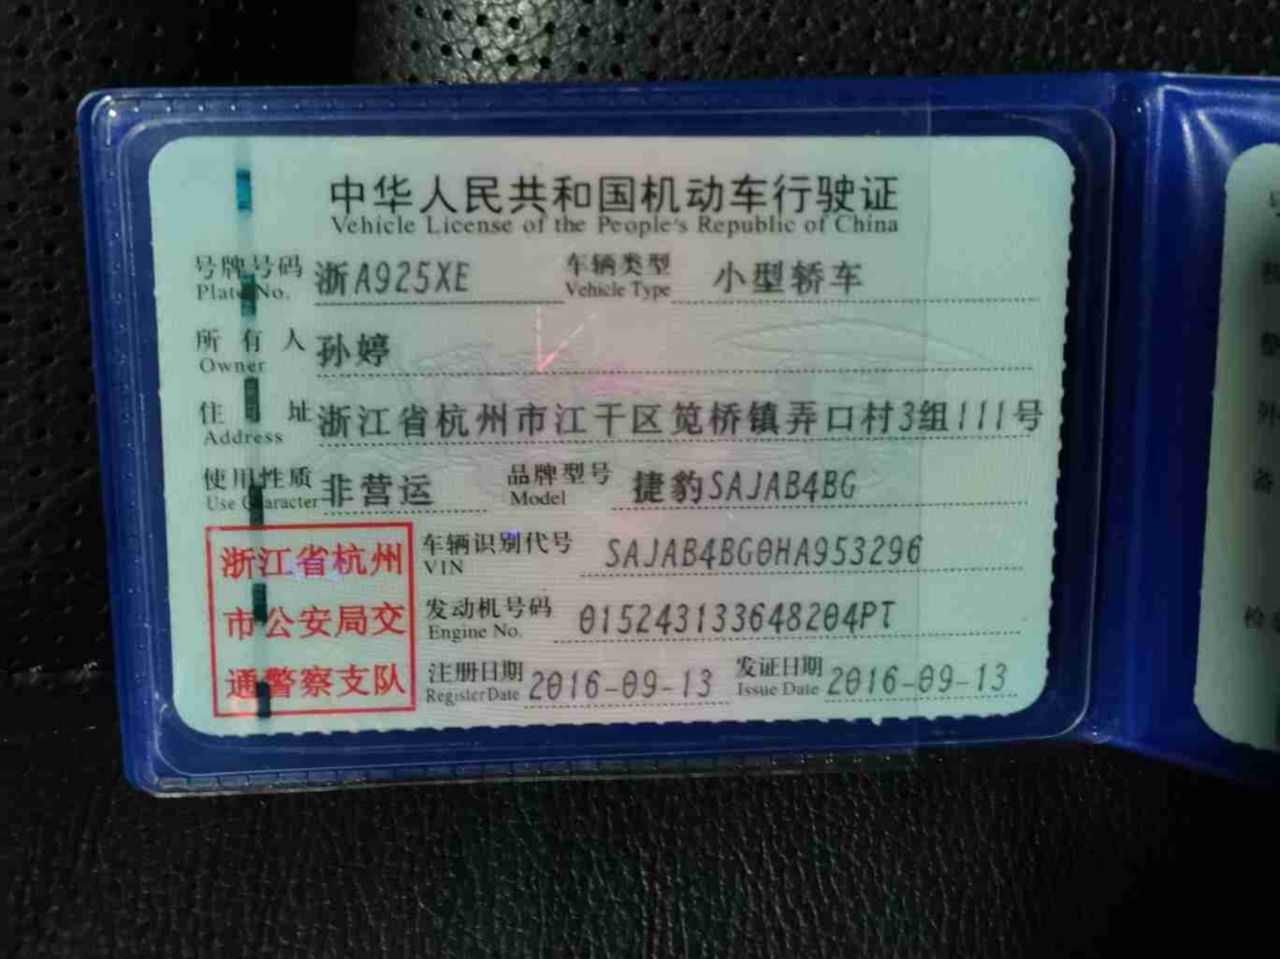 中华人民共和国机动车行驶证
Vehicle License of the People's Republic of China
号牌号码 浙A925XE 车辆类型 小型轿车
Plate No. Vehicle Type
所有人 孙婷
Owner
住 址 浙江省杭州市江干区笕桥镇弄口村3组111号
Address
使用性质 非营运 品牌型号 捷豹SAJAB4BG
Use Character Model
浙江省杭州 车辆识别代号 SAJAB4BG0HA953296
VIN
市公安局交 发动机号码 015243133648204PT
Engine No.
通警察支队 注册日期 2016-09-13 发证日期 2016-09-13
Register Date Issue Date